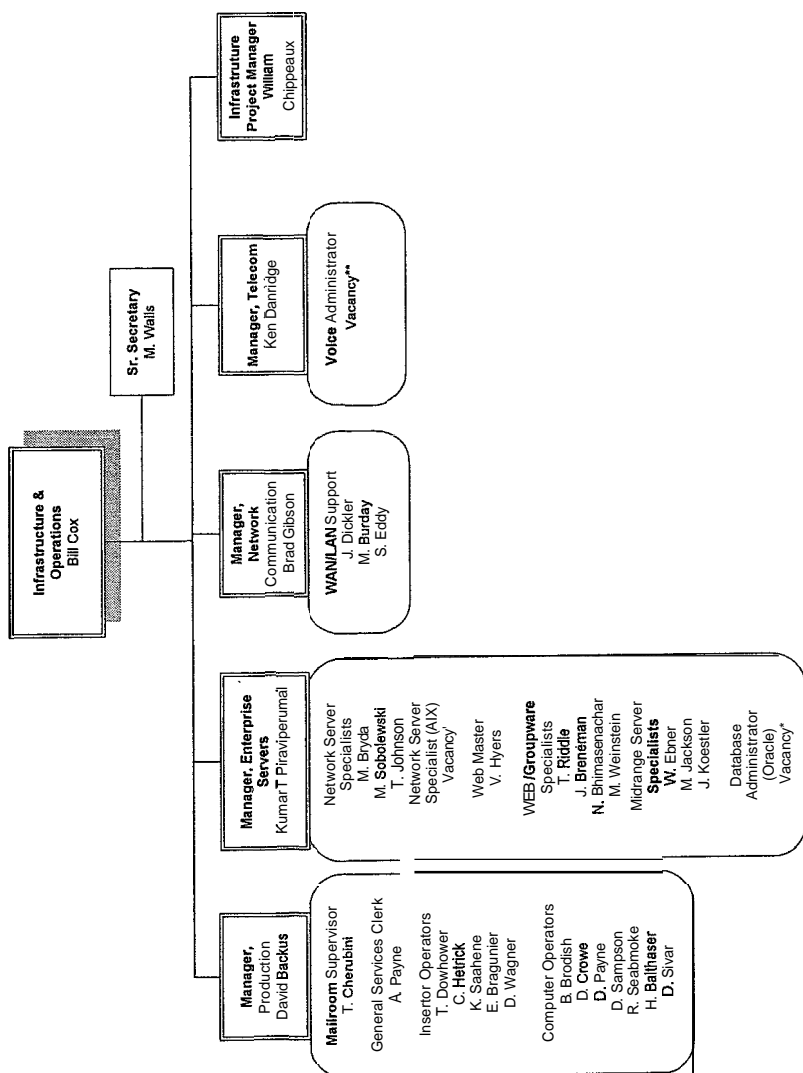 Infrastructure &
Operations
Bill Cox
Sr. Secretary
M. Walls
Manager,
Production
David Backus
Mailroom Supervisor
T. Cherubini
General Services Clerk
A. Payne
Insertor Operators
T. Dowhower
C. Hetrick
K. Saahene
E. Bragunier
D. Wagner
Computer Operators
B. Brodish
D. Crowe
D. Payne
D. Sampson
R. Seabmoke
H. Balthaser
D. Sivar
Manager, Enterprise
Servers
Kumar T Piraviperumal
Network Server
Specialists
M. Bryda
M. Sobolewski
T. Johnson
Network Server
Specialist (AIX)
Vacancy'
Web Master
V. Hyers
WEB/Groupware
Specialists
T. Riddle
J. Brenéman
N. Bhimasenachar
M. Weinstein
Midrange Server
Specialists
W. Ebner
M. Jackson
J. Koestler
Database
Administrator
(Oracle)
Vacancy*
Manager,
Network
Communication
Brad Gibson
WAN/LAN Support
J. Dickler
M. Burday
S. Eddy
Manager, Telecom
Ken Danridge
Voice Administrator
Vacancy**
Infrastruture
Project Manager
William
Chippeaux